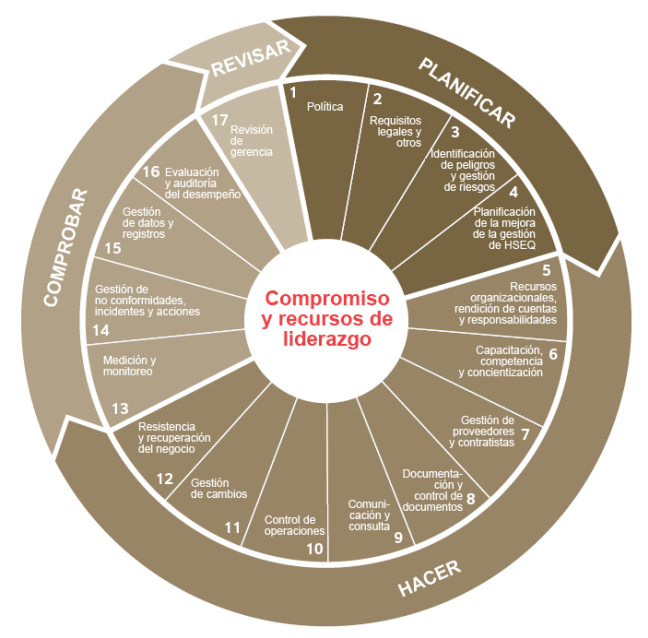 REVISAR
PLANIFICAR
HACER
COMPROBAR
Compromiso
y recursos de
liderazgo
1
Política
2
Requisitos
legales y
otros
3
Identificación
de peligros
y gestión
de riesgos
4
Planificación
de la mejora
de la gestión
de HSEQ
5
Recursos
organizacionales,
rendición de cuentas
y responsabilidades
6
Capacitación,
competencia
y concientización
7
Gestión de
proveedores
y contratistas
8
Documenta-
ción y
control de
documentos
9
Comuni-
cación y
consulta
10
Control de
operaciones
11
Gestión
de cambios
12
Resistencia
y recuperación
del negocio
13
Medición y
monitoreo
14
Gestión de
no conformidades,
incidentes y acciones
15
Gestión
de datos y
registros
16
Evaluación
y auditoría
del desempeño
17
Revisión
de
gerencia